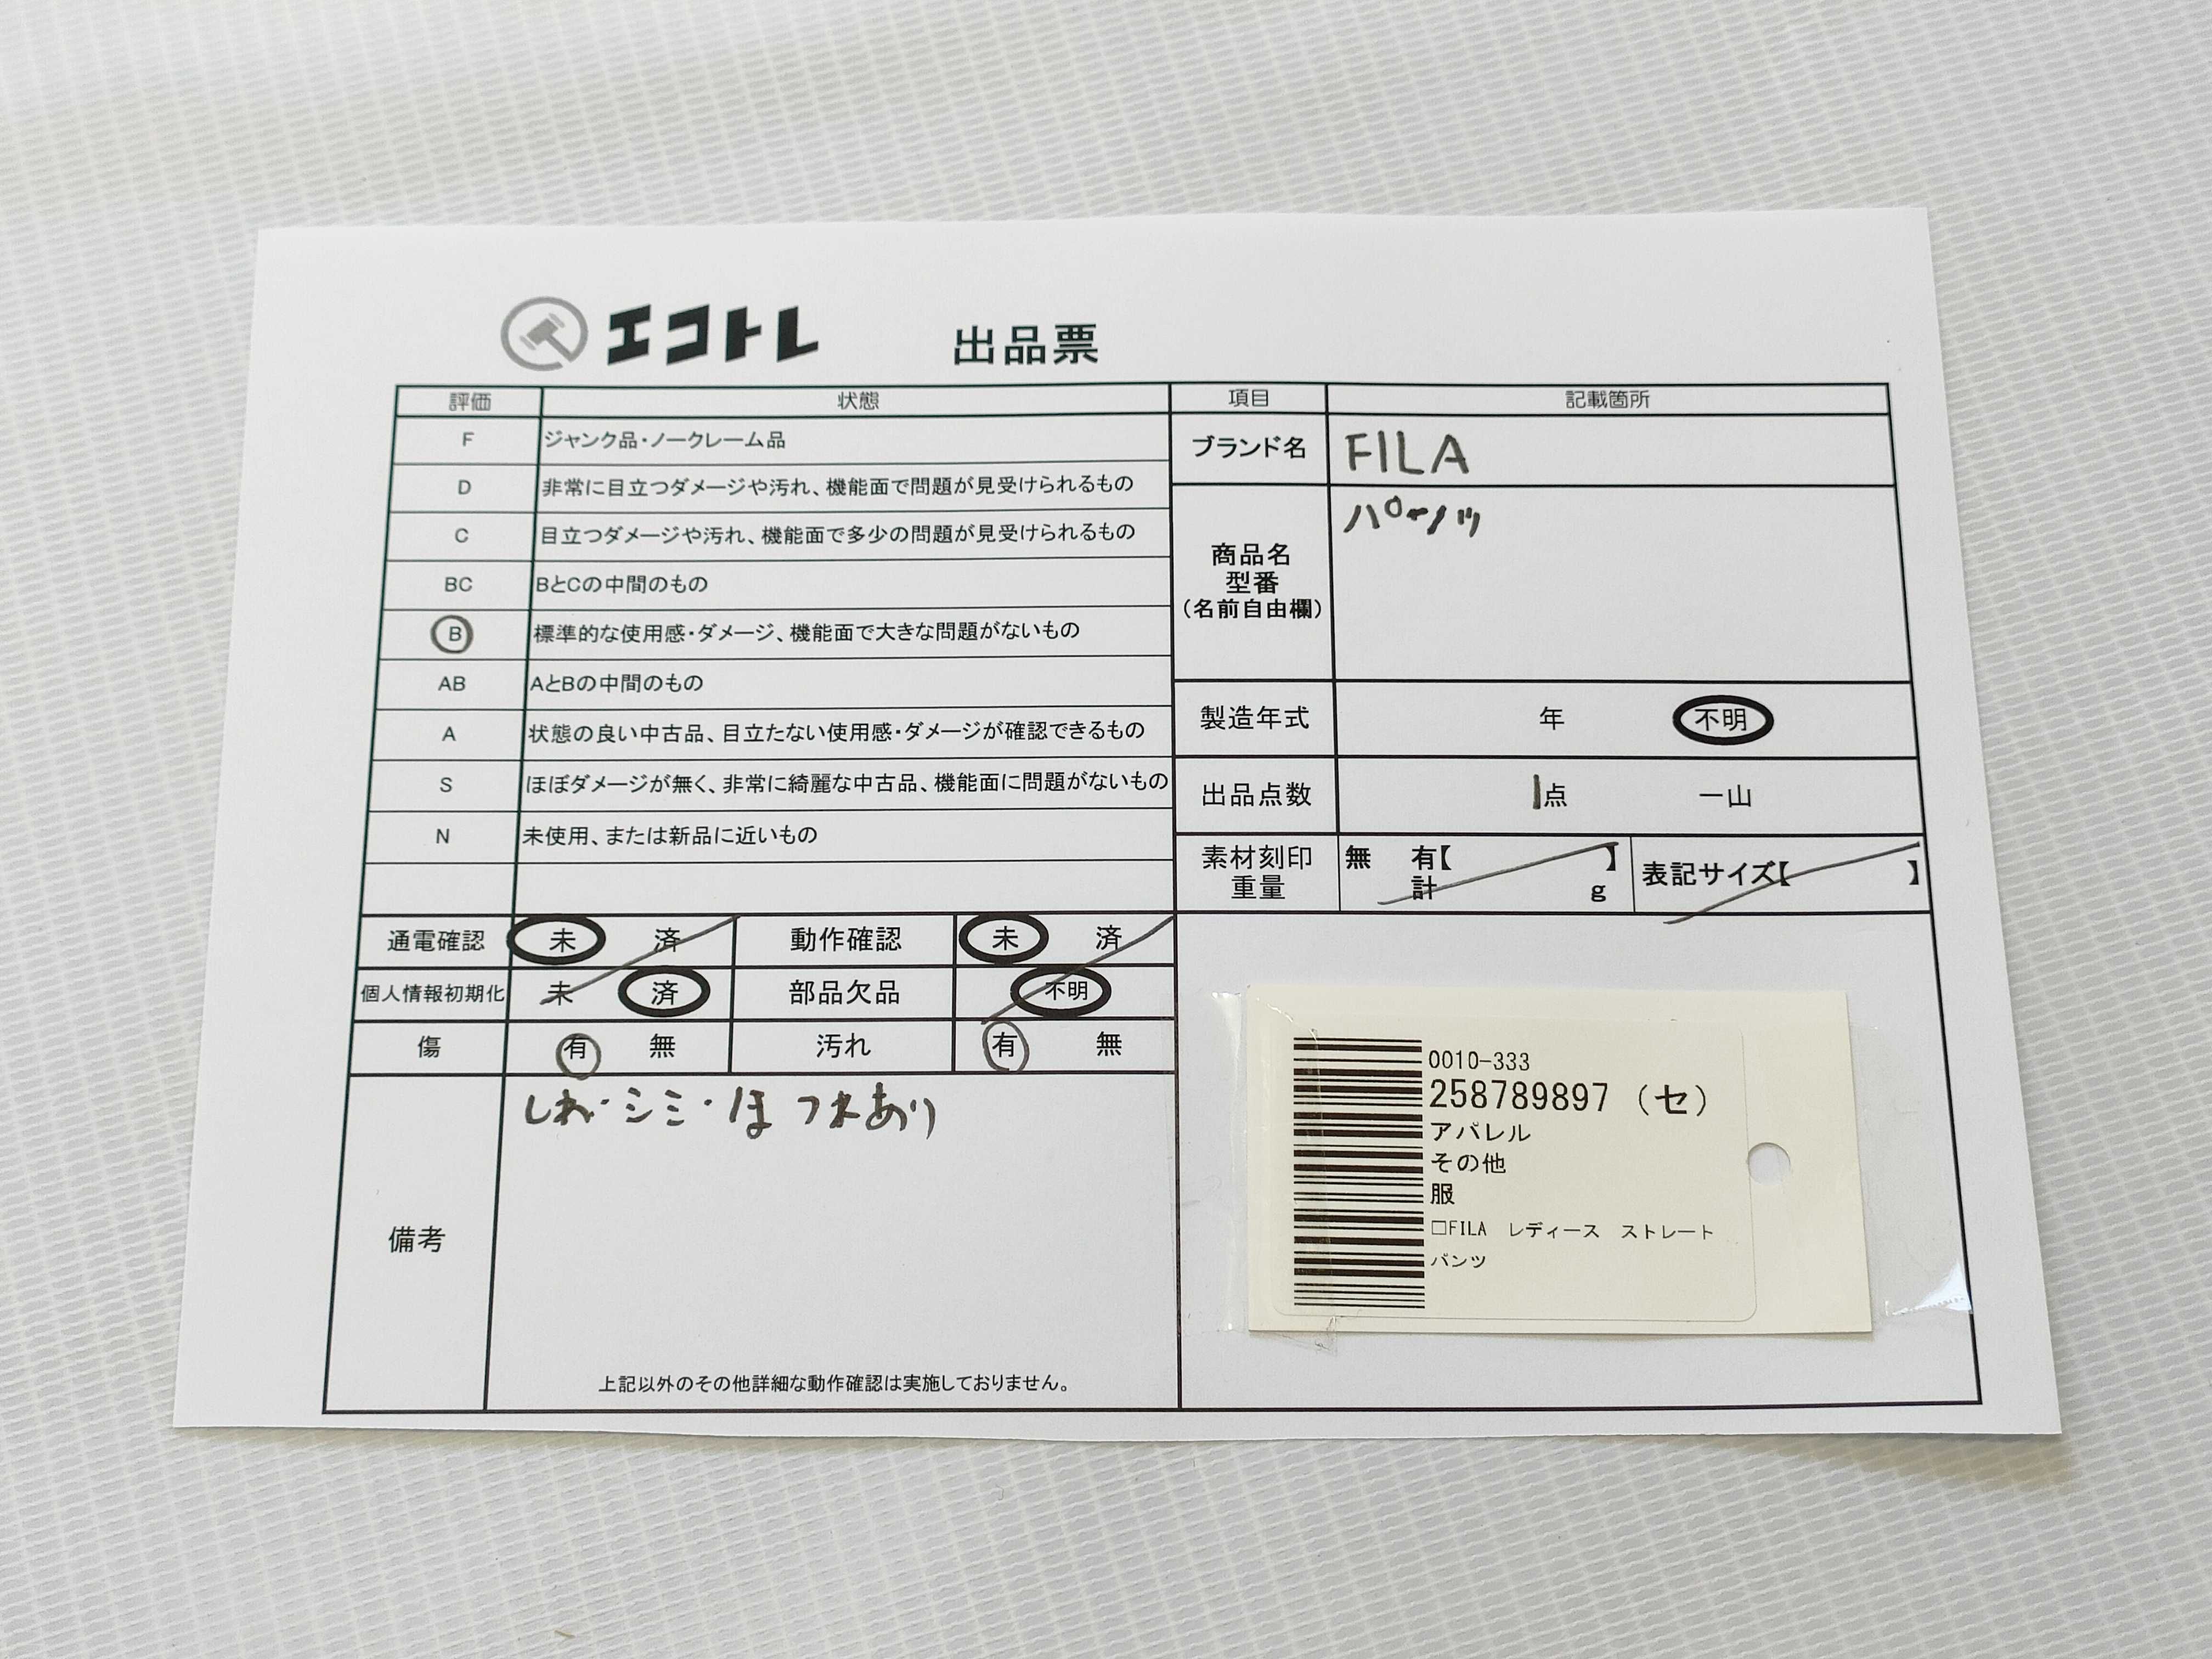 エコトレ 出品票
評価 状態
F ジャンク品・ノークレーム品
D 非常に目立つダメージや汚れ、機能面で問題が見受けられるもの
C 目立つダメージや汚れ、機能面で多少の問題が見受けられるもの
BC BとCの中間のもの
B 標準的な使用感・ダメージ、機能面で大きな問題がないもの
AB AとBの中間のもの
A 状態の良い中古品、目立たない使用感・ダメージが確認できるもの
S ほぼダメージが無く、非常に綺麗な中古品、機能面に問題がないもの
N 未使用、または新品に近いもの
項目 記載箇所
ブランド名 FILA
商品名
型番
(名前自由欄)
パンツ
製造年式 年 不明
出品点数 1点 一山
素材刻印
重量
無 有【 】
計 g
表記サイズ【 】
通電確認 未 済 動作確認 未 済
個人情報初期化 未 済 部品欠品 不明
傷 有 無 汚れ 有 無
備考
しわ・シミ・ほつれあり
上記以外のその他詳細な動作確認は実施しておりません。
0010-333
258789897 (セ)
アパレル
その他
服
□FILA レディース ストレート
パンツ